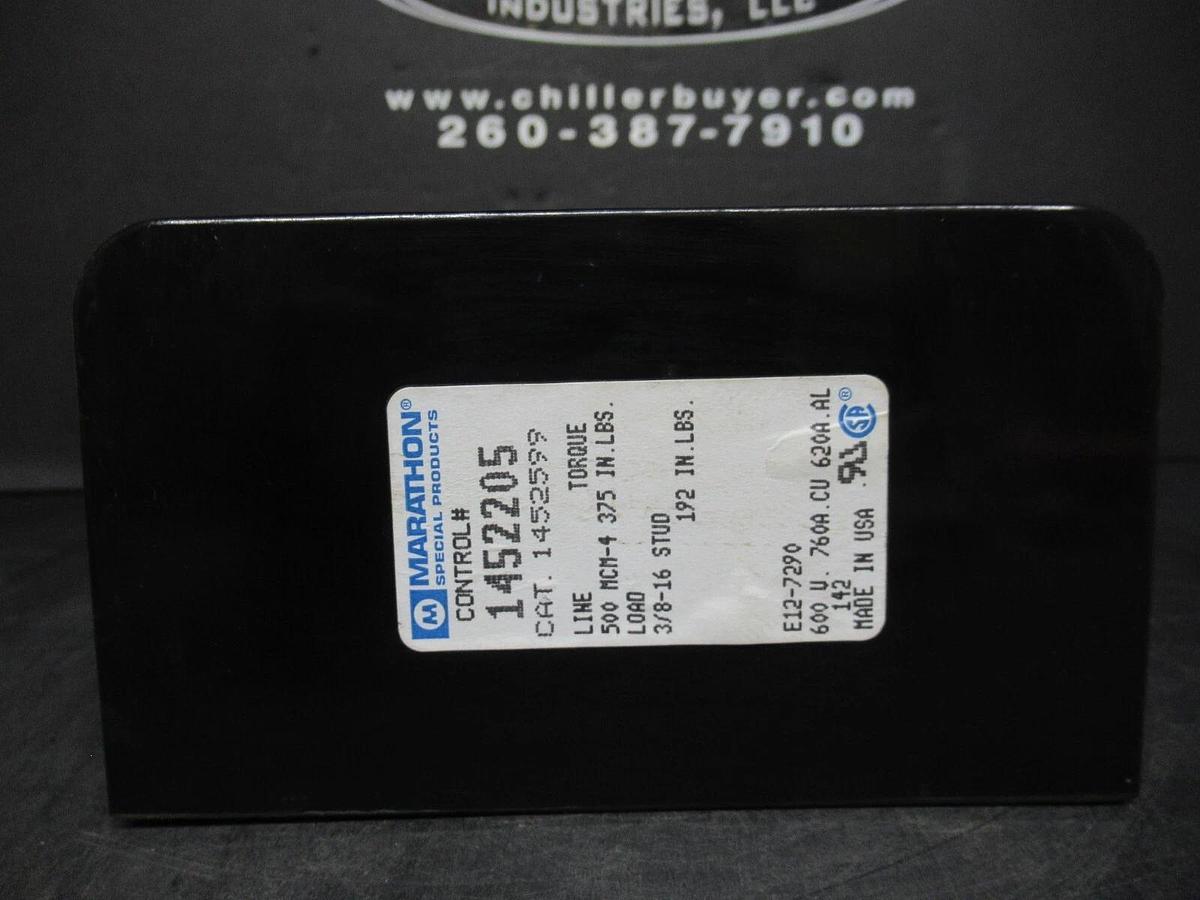 INDUSTRIES, LLC
www.chillerbuyer.com
260-387-7910
M MARATHON®
SPECIAL PRODUCTS
CONTROL#
1452205
CAT. 1452599
LINE TORQUE
500 MCM-4 375 IN.LBS.
LOAD
3/8-16 STUD
192 IN.LBS.
E12-7290
600 V. 760A.CU 620A.AL
142
MADE IN USA
SA ®